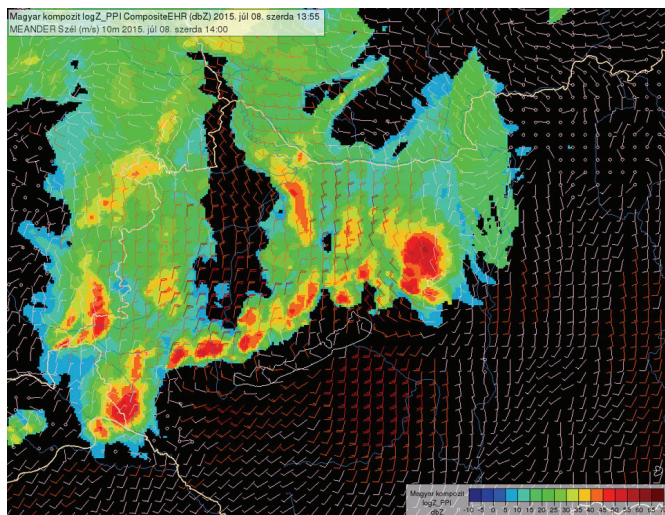 Magyar kompozit logZ_PPI CompositeEHR (dbZ) 2015. júl 08. szerda 13:55
MEANDER Szél (m/s) 10m 2015. júl 08. szerda 14:00
Magyar kompozit
logZ_PPI
dbZ
-10 -5 0 5 10 15 20 25 30 35 40 45 50 55 60